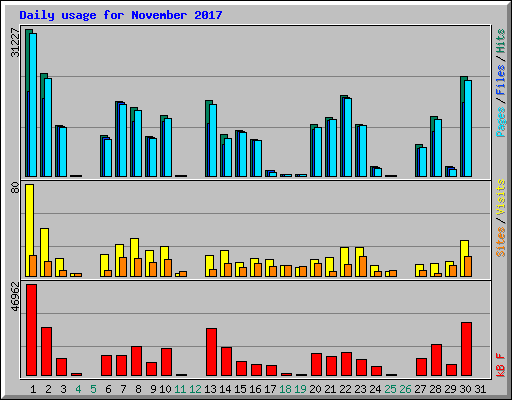 Daily usage for November 2017
31227
Pages / Files / Hits
80
Sites / Visits
46962
kB F
1 2 3 4 5 6 7 8 9 10 11 12 13 14 15 16 17 18 19 20 21 22 23 24 25 26 27 28 29 30 31